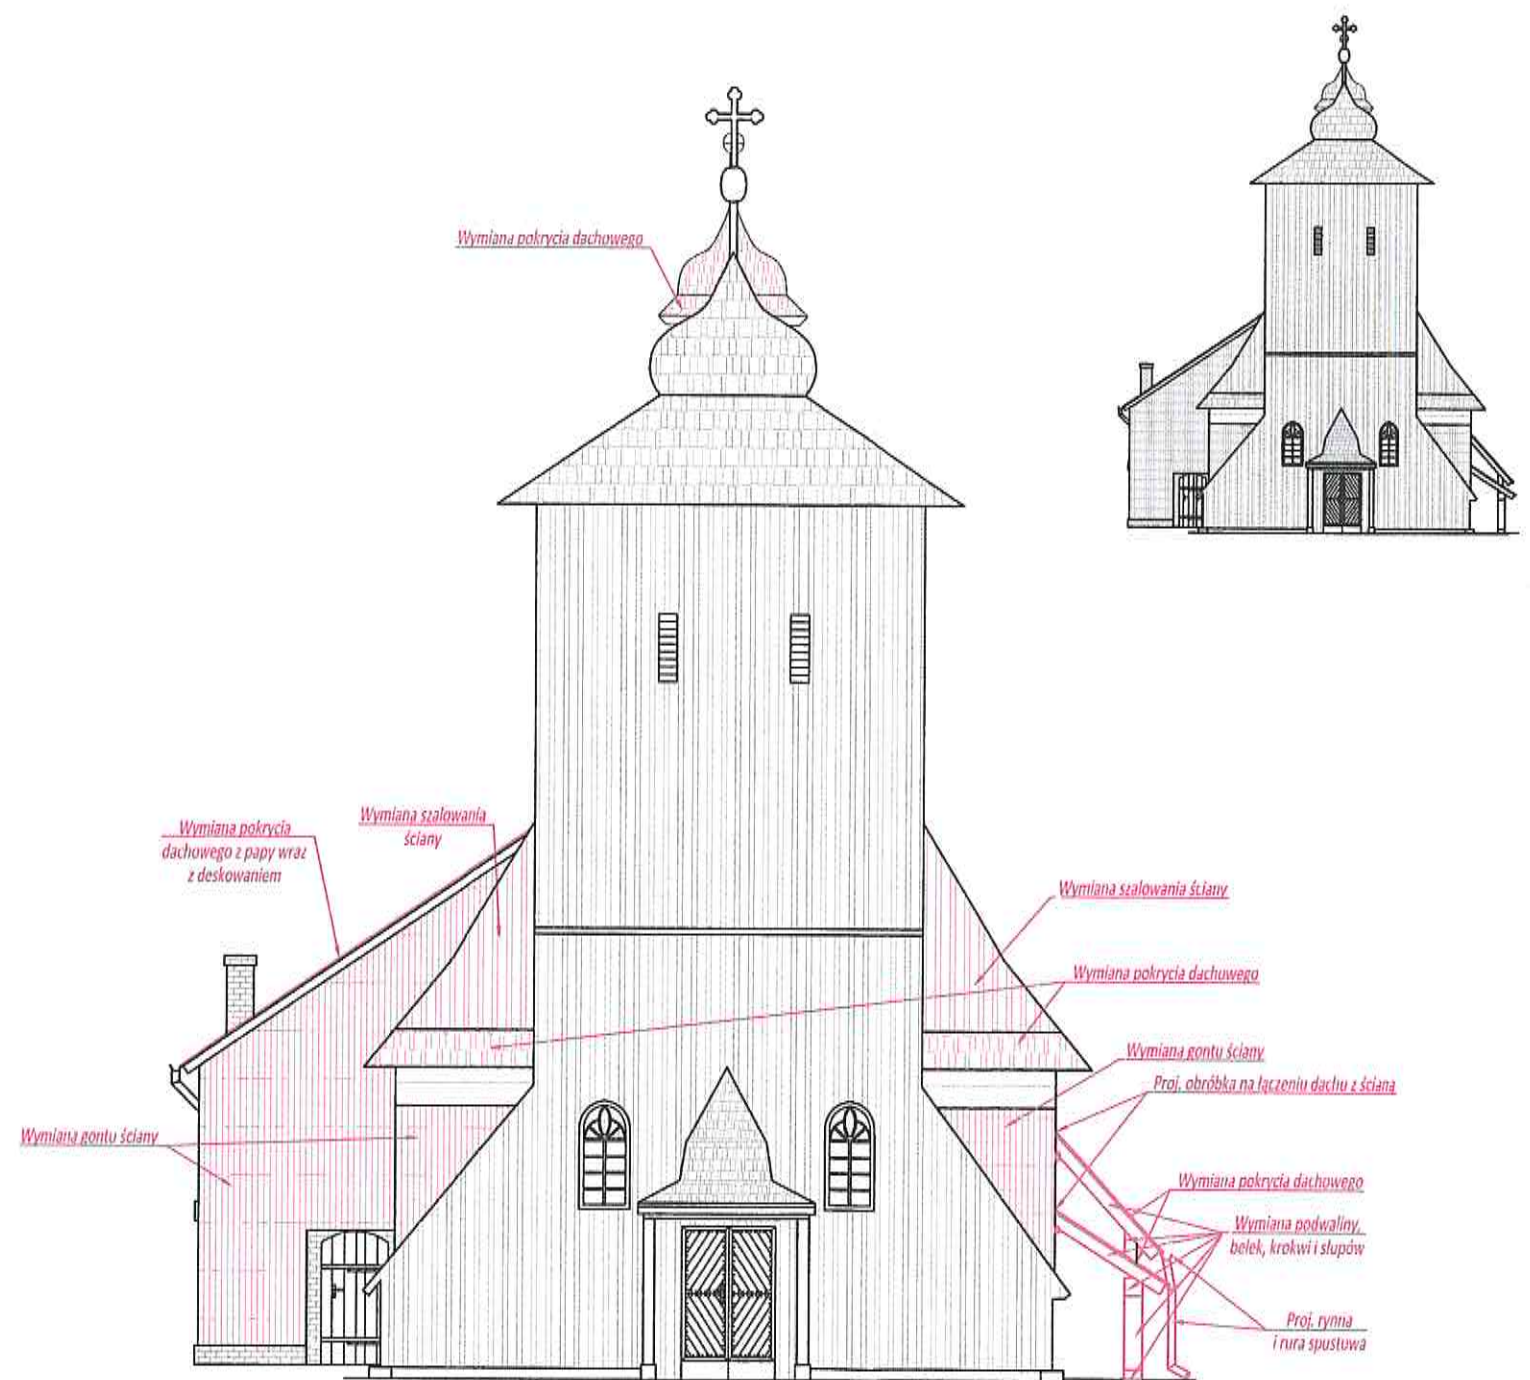 Wymiana pokrycia dachowego
Wymiana szalowania
ściany
Wymiana pokrycia
dachowego z papy wraz
z deskowaniem
Wymiana szalowania ściany
Wymiana pokrycia dachowego
Wymiana gontu ściany
Proj. obróbka na łączeniu dachu z ścianą
Wymiana gontu ściany
Wymiana pokrycia dachowego
Wymiana podwaliny,
belek, krokwi i słupów
Proj. rynna
i rura spustowa